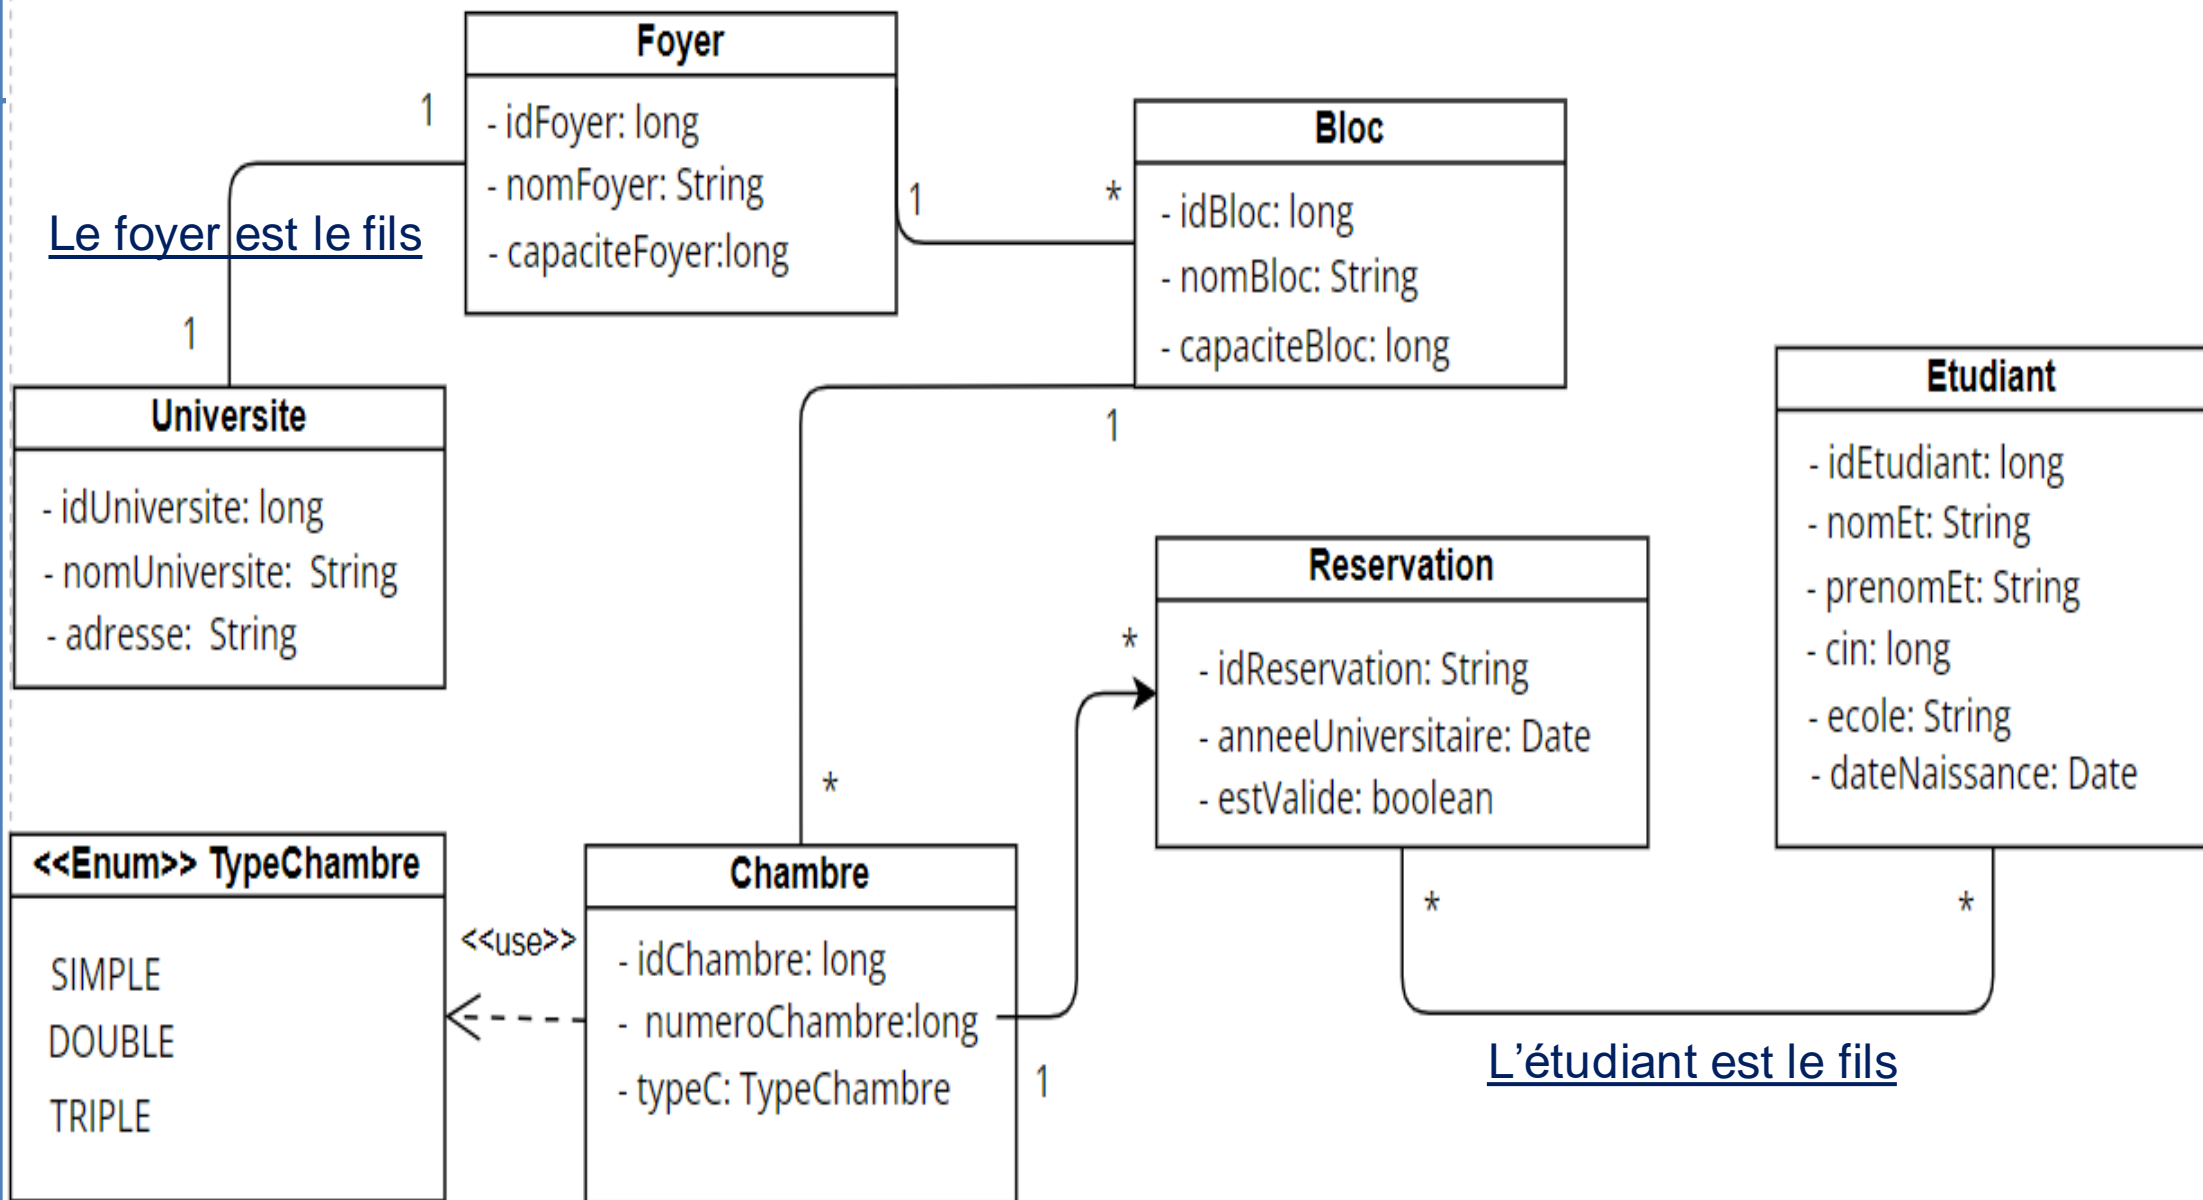 Foyer
- idFoyer: long
- nomFoyer: String
- capaciteFoyer:long
1
1
*
Bloc
- idBloc: long
- nomBloc: String
- capaciteBloc: long
Le foyer est le fils
1
Universite
- idUniversite: long
- nomUniversite: String
- adresse: String
1
*
Etudiant
- idEtudiant: long
- nomEt: String
- prenomEt: String
- cin: long
- ecole: String
- dateNaissance: Date
Reservation
- idReservation: String
- anneeUniversitaire: Date
- estValide: boolean
*
<<Enum>> TypeChambre
SIMPLE
DOUBLE
TRIPLE
<<use>>
Chambre
- idChambre: long
- numeroChambre:long
- typeC: TypeChambre
1
*
*
L’étudiant est le fils